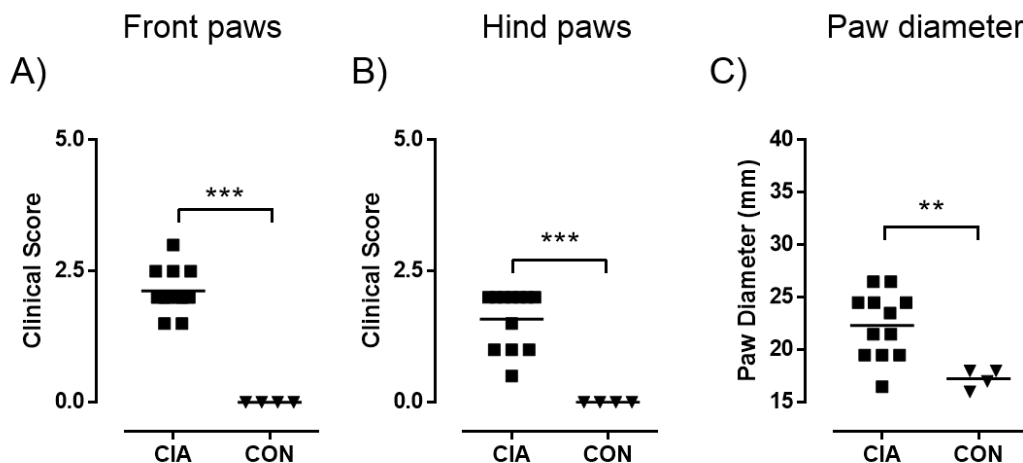 Front paws
Hind paws
Paw diameter
A)
B)
C)
5.0
2.5
0.0
Clinical Score
***
CIA
CON
5.0
2.5
0.0
Clinical Score
***
CIA
CON
40
35
30
25
20
15
Paw Diameter (mm)
**
CIA
CON